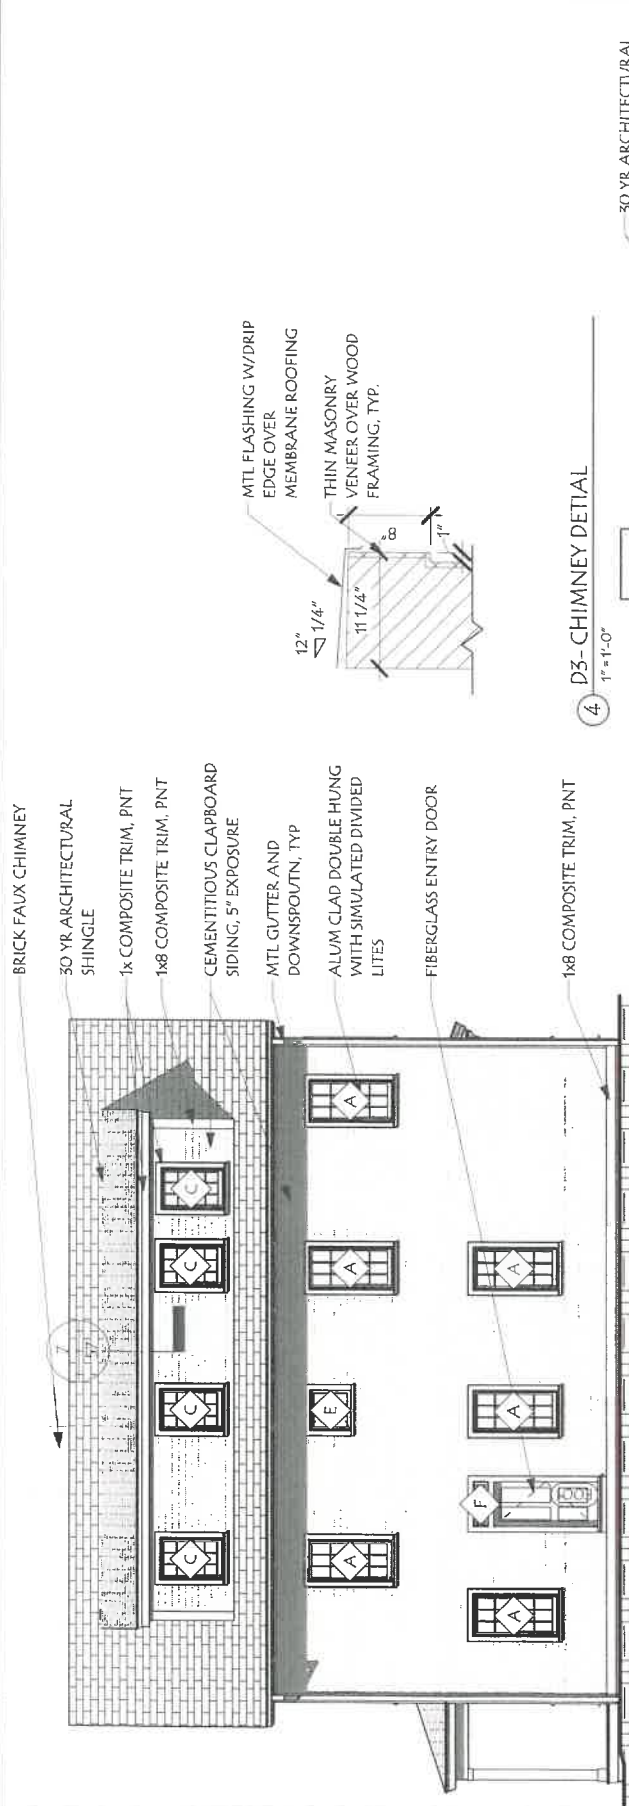 BRICK FAUX CHIMNEY
30 YR ARCHITECTURAL
SHINGLE
1x COMPOSITE TRIM, PNT
1x8 COMPOSITE TRIM, PNT
CEMENTITIOUS CLAPBOARD
SIDING, 5" EXPOSURE
MTL GUTTER AND
DOWNSPOUTN, TYP
ALUM CLAD DOUBLE HUNG
WITH SIMULATED DIVIDED
LITES
FIBERGLASS ENTRY DOOR
1x8 COMPOSITE TRIM, PNT
C
C
C
C
A
E
A
A
A
F
A
A
MTL FLASHING W/DRIP
EDGE OVER
MEMBRANE ROOFING
THIN MASONRY
VENEER OVER WOOD
FRAMING, TYP.
12"
1/4"
11 1/4"
8"
1"
4
D3- CHIMNEY DETIAL
1" = 1'-0"
30 YR ARCHITECTURAL